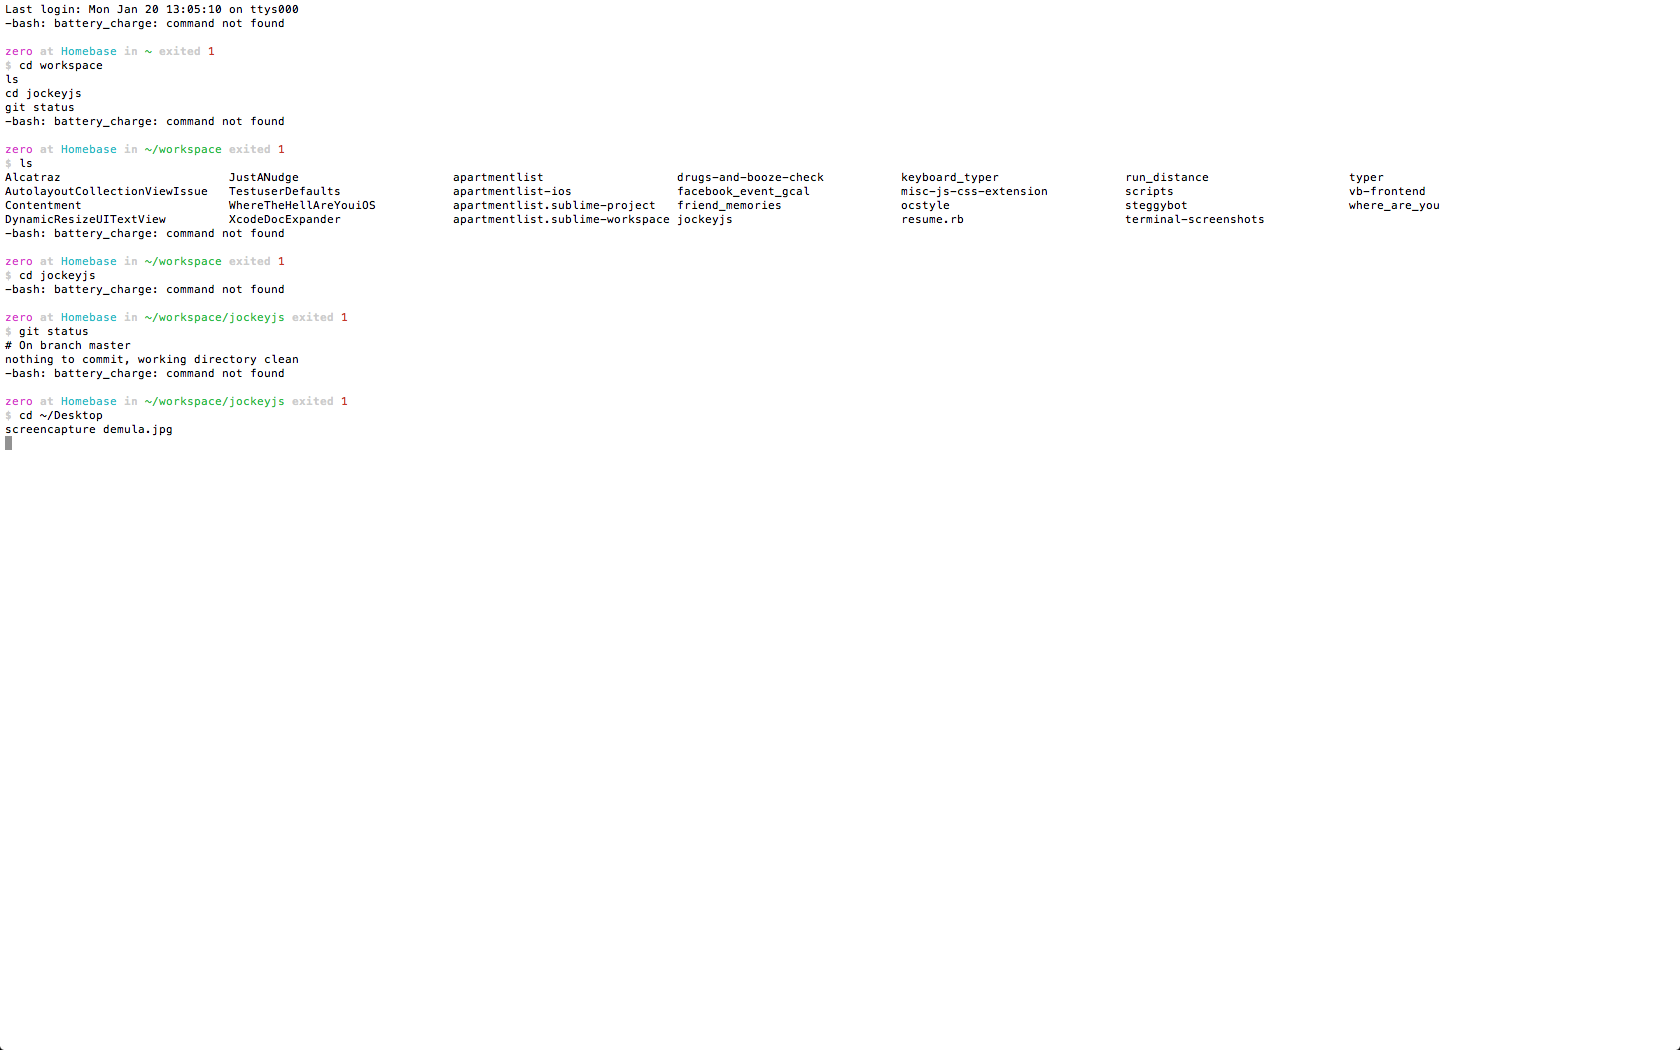 Last login: Mon Jan 20 13:05:10 on ttys000
-bash: battery_charge: command not found
zero at Homebase in ~ exited 1
$ cd workspace
ls
cd jockeyjs
git status
-bash: battery_charge: command not found
zero at Homebase in ~/workspace exited 1
$ ls
Alcatraz JustANudge apartmentlist drugs-and-booze-check keyboard_typer run_distance typer
AutolayoutCollectionViewIssue TestuserDefaults apartmentlist-ios facebook_event_gcal misc-js-css-extension scripts vb-frontend
Contentment WhereTheHellAreYouiOS apartmentlist.sublime-project friend_memories ocstyle steggybot where_are_you
DynamicResizeUITextView XcodeDocExpander apartmentlist.sublime-workspace jockeyjs resume.rb terminal-screenshots
-bash: battery_charge: command not found
zero at Homebase in ~/workspace exited 1
$ cd jockeyjs
-bash: battery_charge: command not found
zero at Homebase in ~/workspace/jockeyjs exited 1
$ git status
# On branch master
nothing to commit, working directory clean
-bash: battery_charge: command not found
zero at Homebase in ~/workspace/jockeyjs exited 1
$ cd ~/Desktop
screencapture demula.jpg